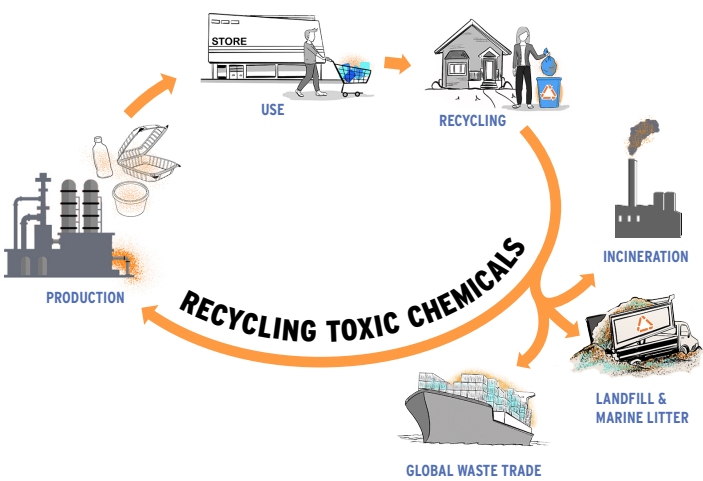 STORE
USE
RECYCLING
PRODUCTION
RECYCLING TOXIC CHEMICALS
INCINERATION
LANDFILL &
MARINE LITTER
GLOBAL WASTE TRADE